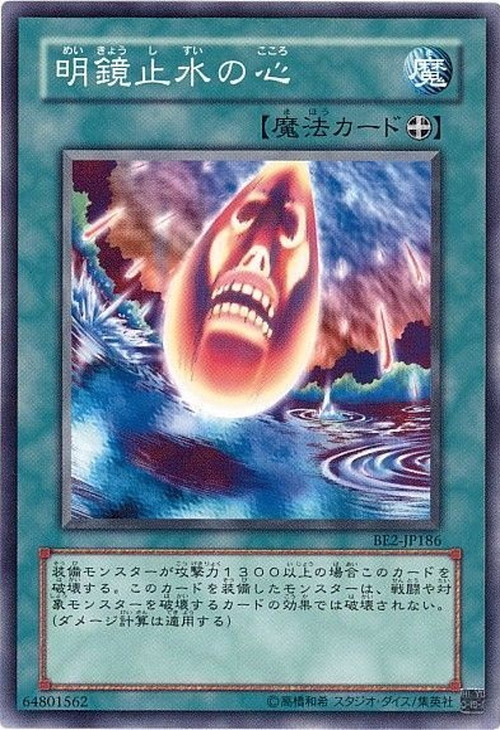 明鏡止水の心
魔
【魔法カード】
BE2-JP186
装備モンスターが攻撃力1300以上の場合このカードを
破壊する。このカードを装備したモンスターは、戦闘や対
象モンスターを破壊するカードの効果では破壊されない。
(ダメージ計算は適用する)
64801562
©高橋和希 スタジオ・ダイス/集英社